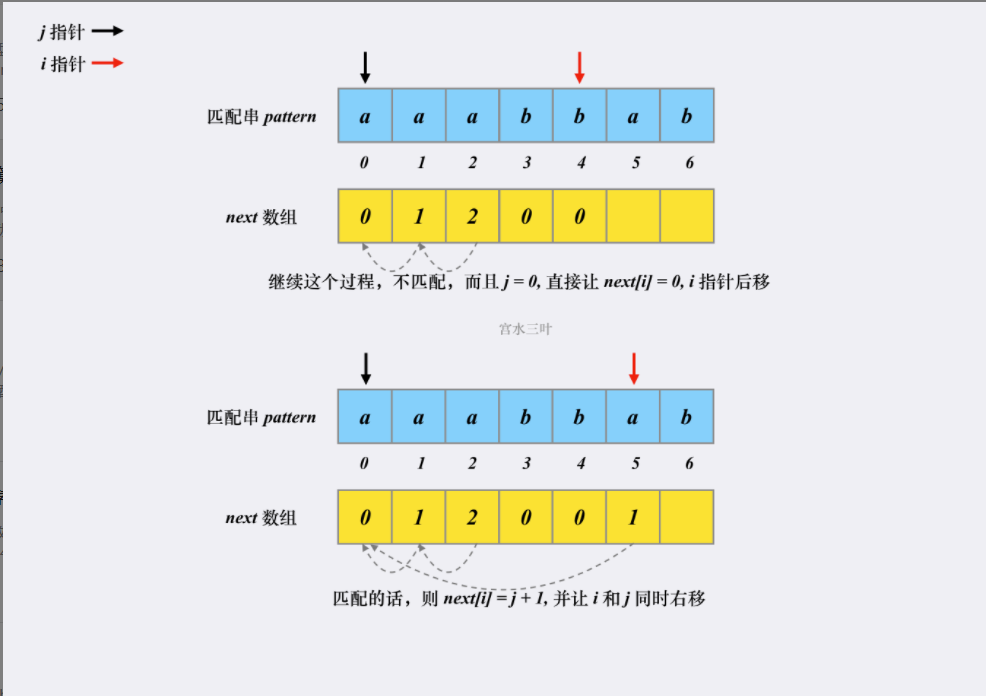 j 指针
i 指针
匹配串 pattern a a a b b a b
0 1 2 3 4 5 6
next 数组 0 1 2 0 0
继续这个过程，不匹配，而且 j = 0, 直接让 next[i] = 0, i 指针后移
宫水三叶
匹配串 pattern a a a b b a b
0 1 2 3 4 5 6
next 数组 0 1 2 0 0 1
匹配的话，则 next[i] = j + 1, 并让 i 和 j 同时右移